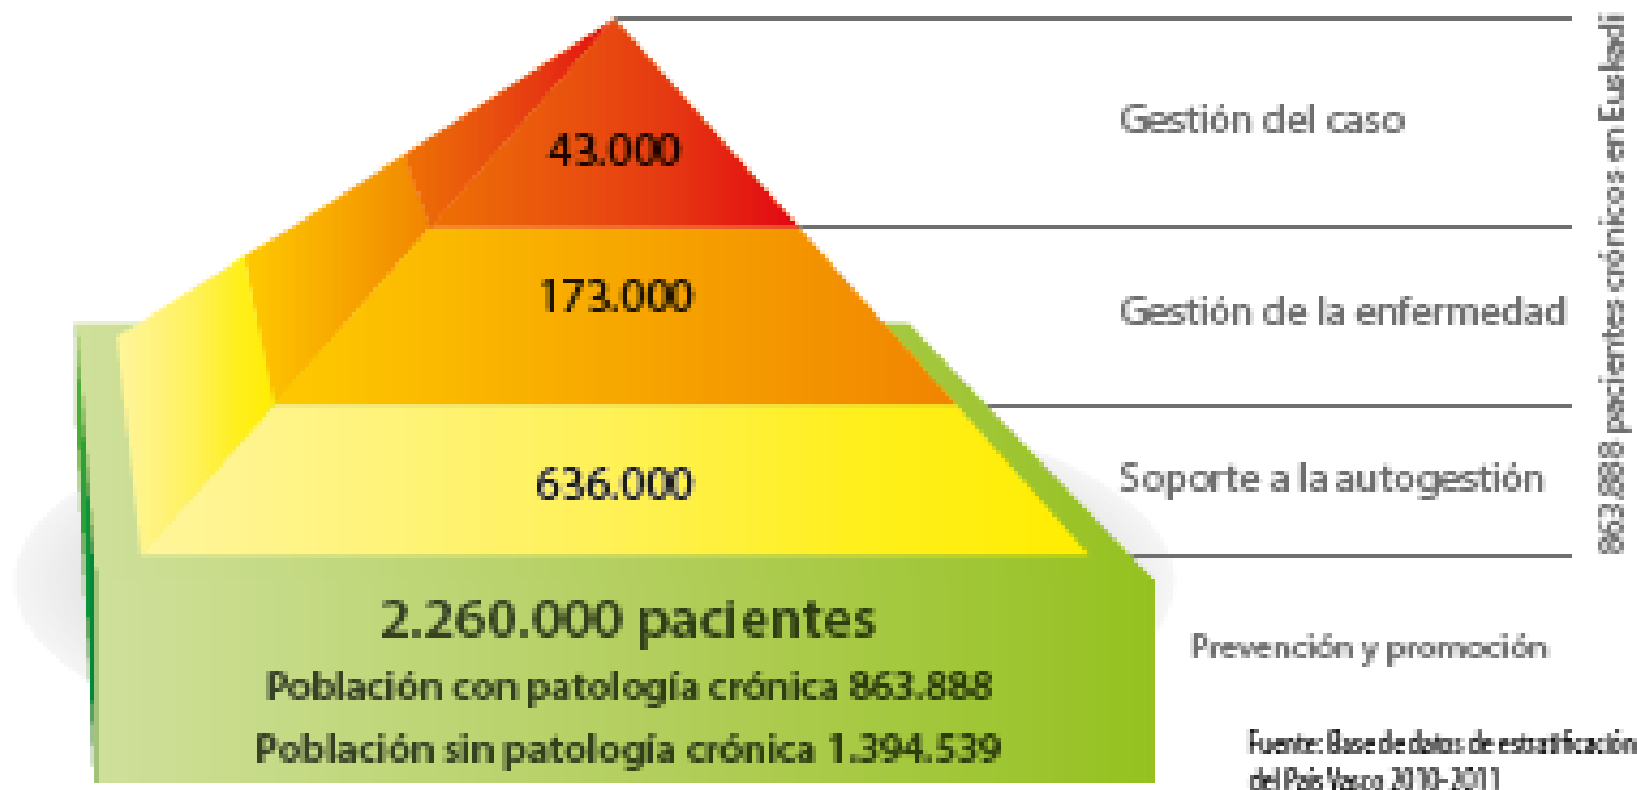 43.000
Gestión del caso
173.000
Gestión de la enfermedad
636.000
Soporte a la autogestión
863.888 pacientes crónicos en Euskadi
2.260.000 pacientes
Población con patología crónica 863.888
Población sin patología crónica 1.394.539
Prevención y promoción
Fuente: Base de datos de estratificación
del País Vasco 2010-2011